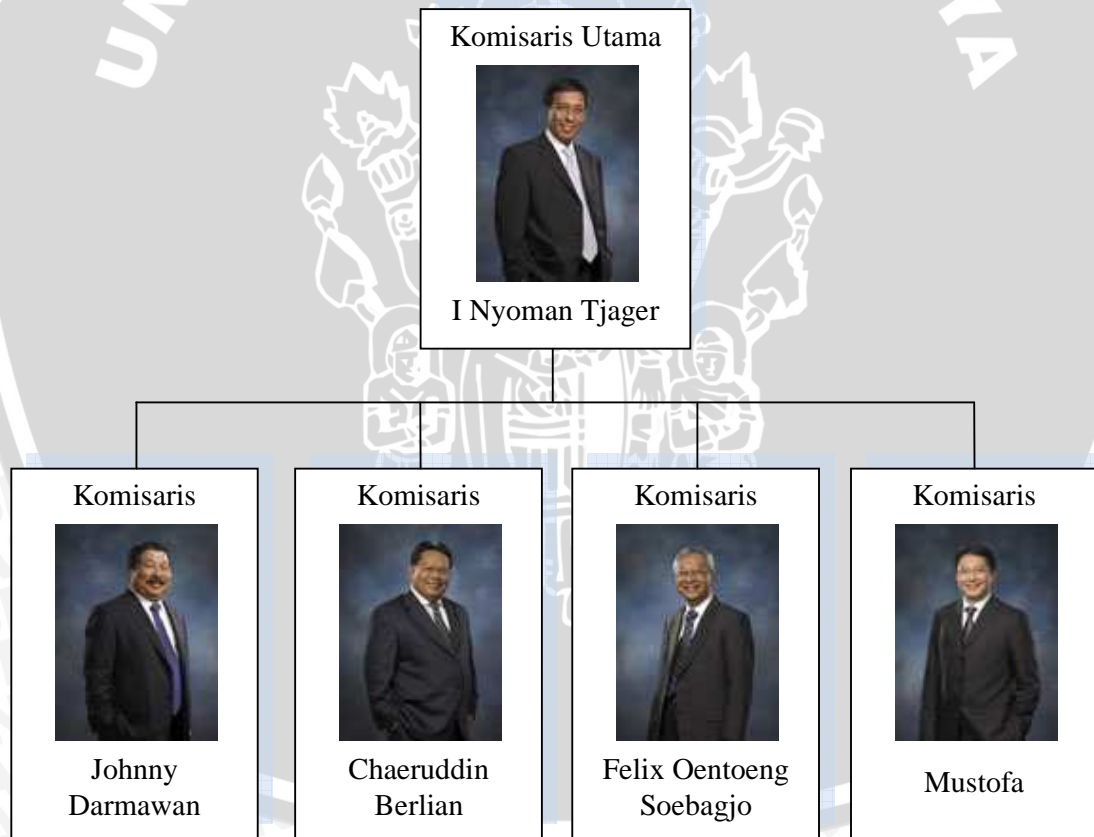 Komisaris Utama
I Nyoman Tjager
Komisaris
Johnny
Darmawan
Komisaris
Chaeruddin
Berlian
Komisaris
Felix Oentoeng
Soebagjo
Komisaris
Mustofa